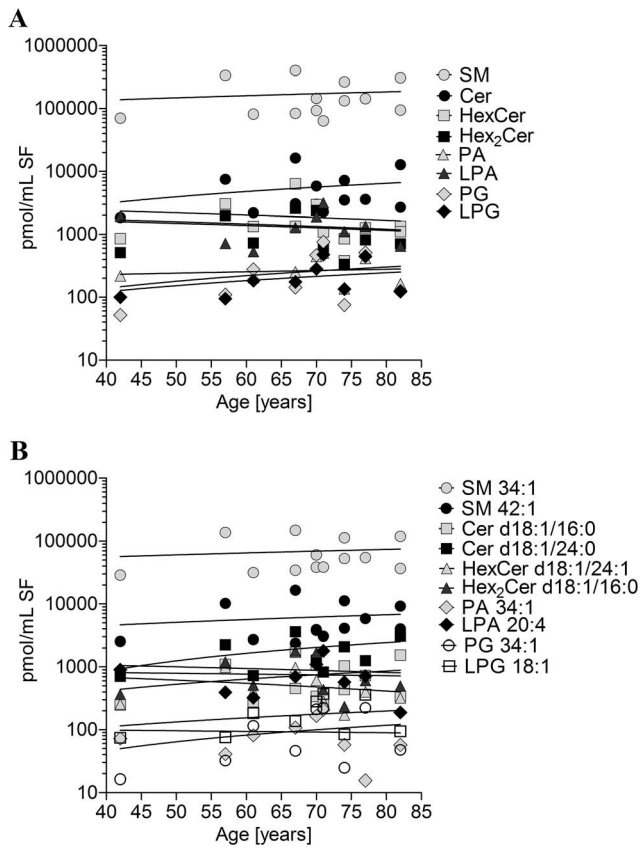 A
1000000
100000
10000
1000
100
10
pmol/mL SF
40 45 50 55 60 65 70 75 80 85
Age [years]
SM
Cer
HexCer
Hex₂Cer
PA
LPA
PG
LPG
B
1000000
100000
10000
1000
100
10
pmol/mL SF
40 45 50 55 60 65 70 75 80 85
Age [years]
SM 34:1
SM 42:1
Cer d18:1/16:0
Cer d18:1/24:0
HexCer d18:1/24:1
Hex₂Cer d18:1/16:0
PA 34:1
LPA 20:4
PG 34:1
LPG 18:1